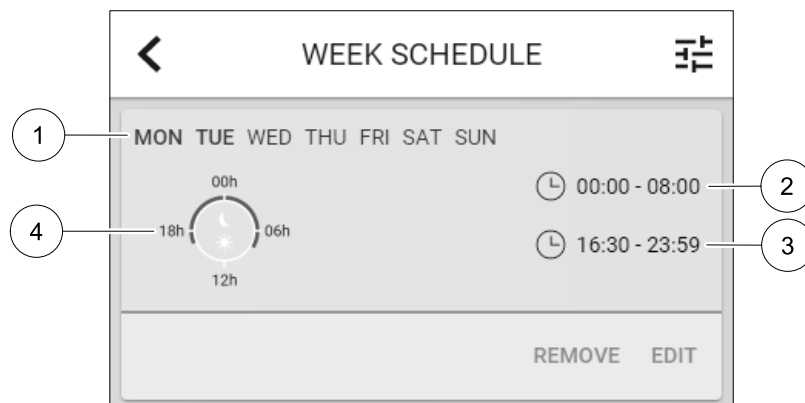 WEEK SCHEDULE
1
MON TUE WED THU FRI SAT SUN
00h
00:00 - 08:00
2
4
18h
06h
16:30 - 23:59
3
12h
REMOVE EDIT